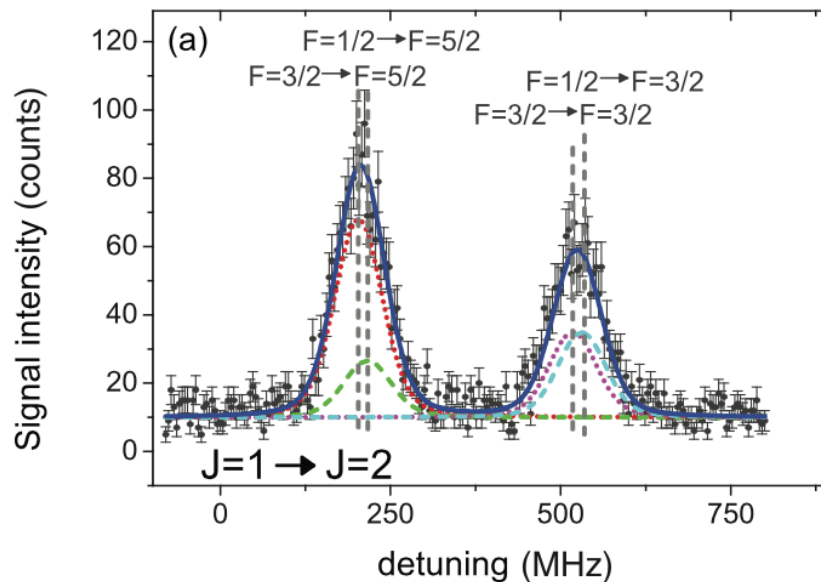 (a)
F=1/2→F=5/2
F=3/2→F=5/2
F=1/2→F=3/2
F=3/2→F=3/2
120
100
80
60
40
20
0
Signal intensity (counts)
J=1→J=2
0 250 500 750
detuning (MHz)